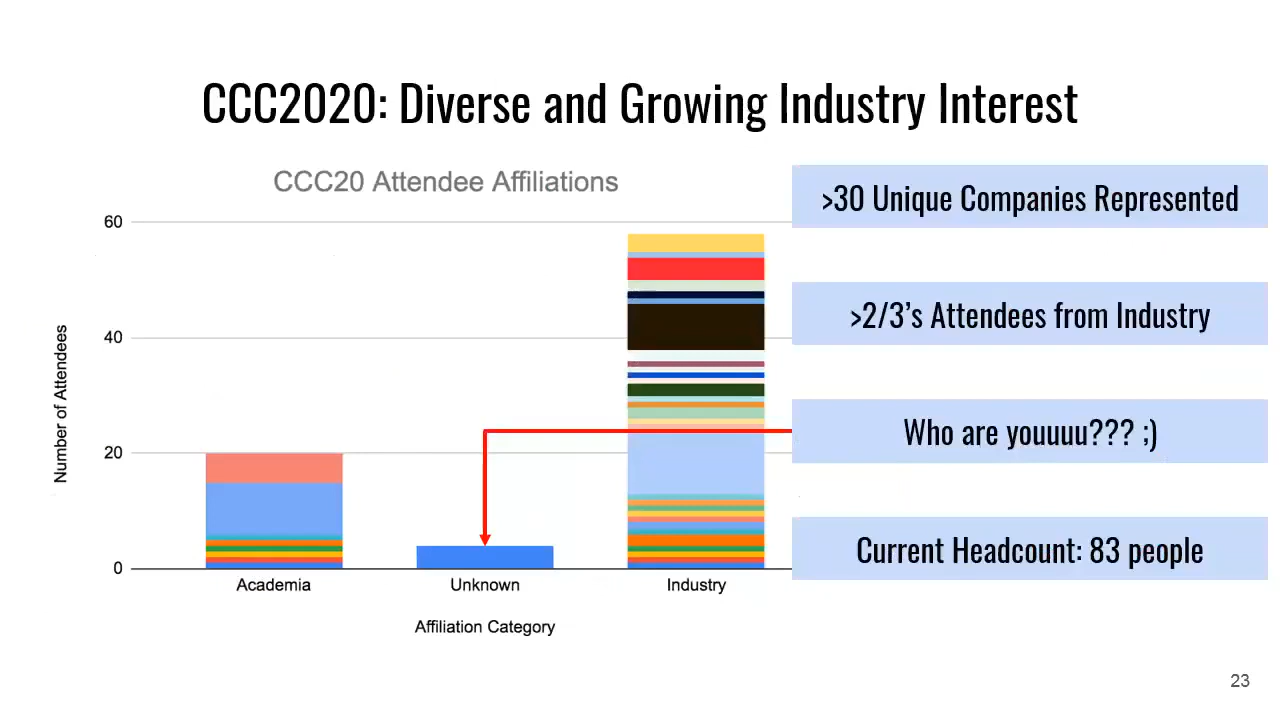 CCC2020: Diverse and Growing Industry Interest
CCC20 Attendee Affiliations
>30 Unique Companies Represented
>2/3's Attendees from Industry
Who are youuuu??? ;)
Current Headcount: 83 people
Number of Attendees
60
40
20
0
Academia
Unknown
Industry
Affiliation Category
23